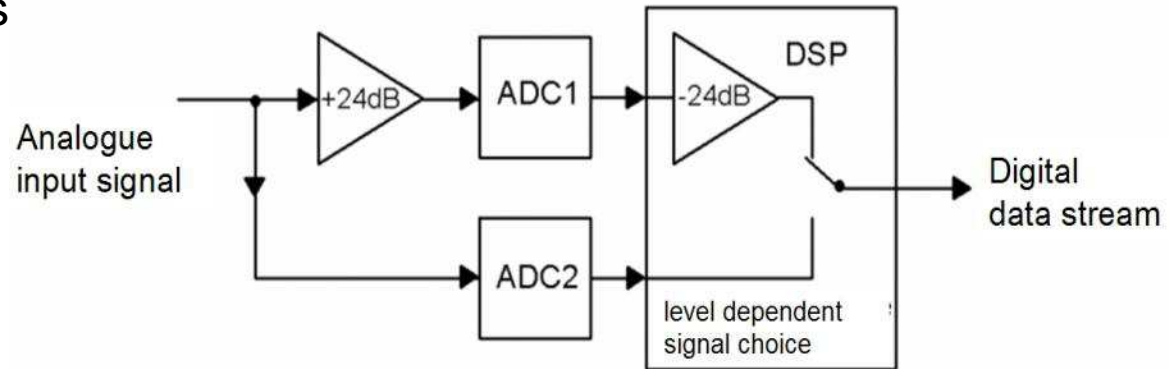 s
+24dB
ADC1
-24dB
DSP
Analogue
input signal
Digital
data stream
ADC2
level dependent
signal choice